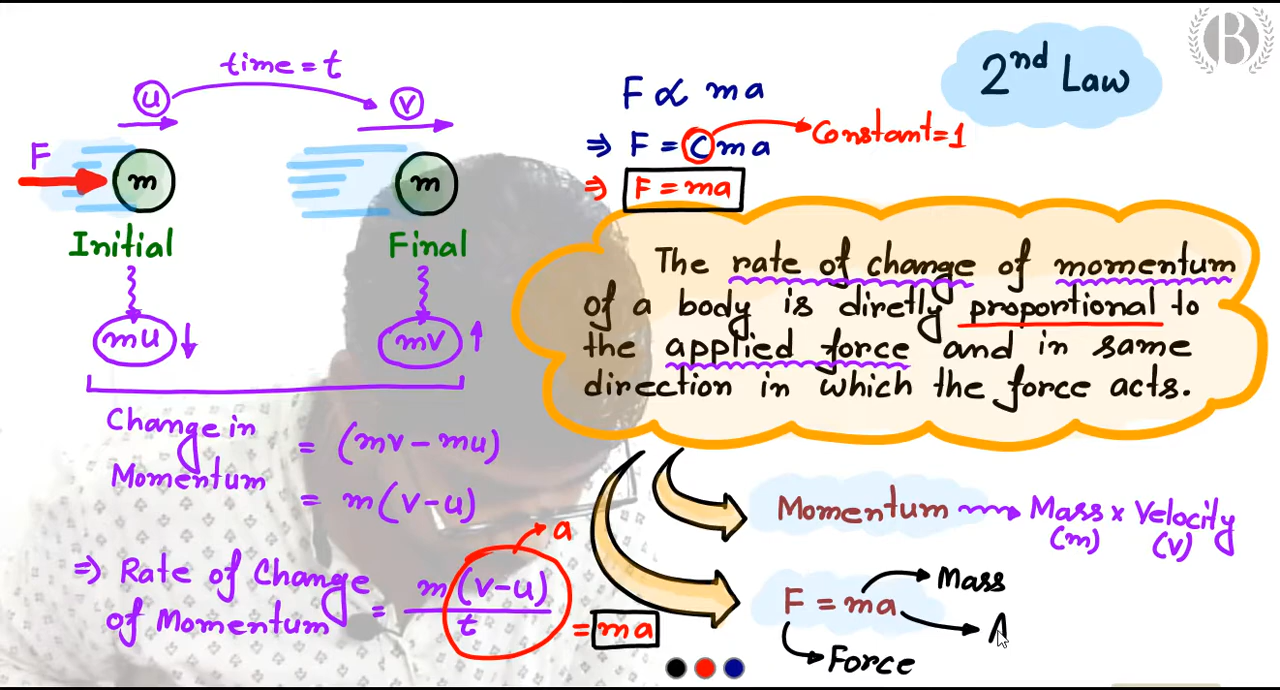 time = t
u
v
F
m
m
Initial
Final
mu ↓
mv ↑
Change in
Momentum
= (mv - mu)
= m(v-u)
a
⇒ Rate of Change
of Momentum
= m(v-u)
t
= ma
2nd Law
F ∝ ma
⇒ F = Cma
Constant = 1
⇒ F = ma
The rate of change of momentum
of a body is diretly proportional to
the applied force and in same
direction in which the force acts.
Momentum
Mass × Velocity
(m) (v)
F = ma
Mass
A
Force
B